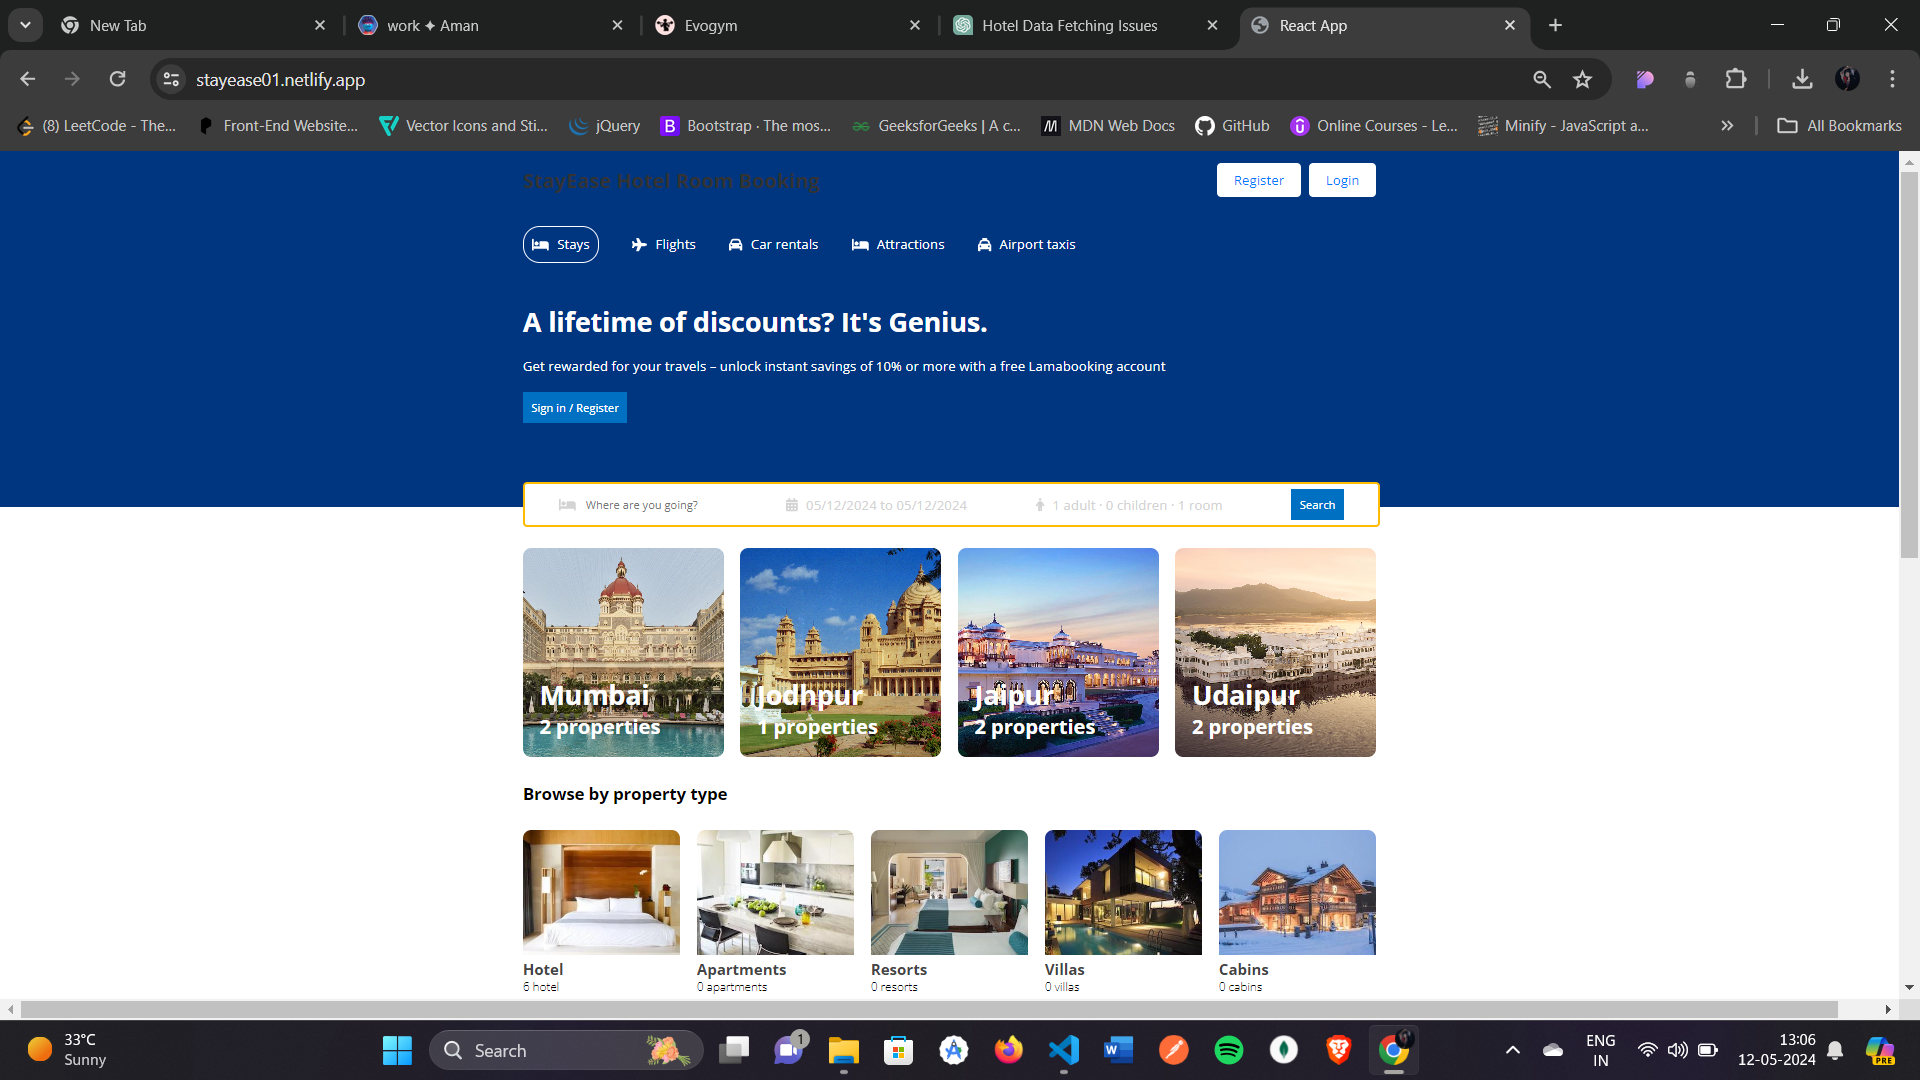 New Tab
work ✦ Aman
Evogym
Hotel Data Fetching Issues
React App
stayease01.netlify.app
(8) LeetCode - The...
Front-End Website...
Vector Icons and Sti...
jQuery
Bootstrap · The mos...
GeeksforGeeks | A c...
MDN Web Docs
GitHub
Online Courses - Le...
Minify - JavaScript a...
All Bookmarks
StayEase Hotel Room Booking
Register
Login
Stays
Flights
Car rentals
Attractions
Airport taxis
A lifetime of discounts? It's Genius.
Get rewarded for your travels – unlock instant savings of 10% or more with a free Lamabooking account
Sign in / Register
Where are you going?
05/12/2024 to 05/12/2024
1 adult · 0 children · 1 room
Search
Mumbai
2 properties
Jodhpur
1 properties
Jaipur
2 properties
Udaipur
2 properties
Browse by property type
Hotel
6 hotel
Apartments
0 apartments
Resorts
0 resorts
Villas
0 villas
Cabins
0 cabins
33°C
Sunny
Search
1
ENG
IN
13:06
12-05-2024
PRE